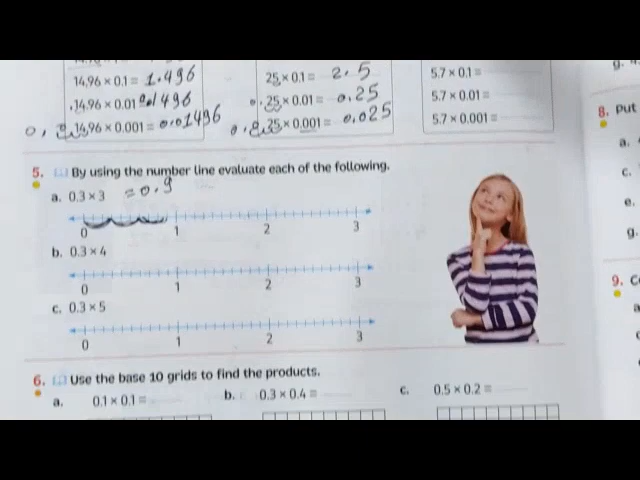 14,96 × 0.1 = 1.496
25 × 0.1 = 2.5
5.7 × 0.1 =
14.96 × 0.01
25 × 0.01 = 0.25
5.7 × 0.01 =
14,96 × 0.001 = 0.01496
25 × 0.001 = 0.025
5.7 × 0.001 =
5. By using the number line evaluate each of the following.
a. 0.3 × 3 = 0.9
0 1 2 3
b. 0.3 × 4
0 1 2 3
c. 0.3 × 5
0 1 2 3
6. Use the base 10 grids to find the products.
a. 0.1 × 0.1 =
b. 0.3 × 0.4 =
c. 0.5 × 0.2 =
g.
8. Put
a.
c.
e.
g.
9.